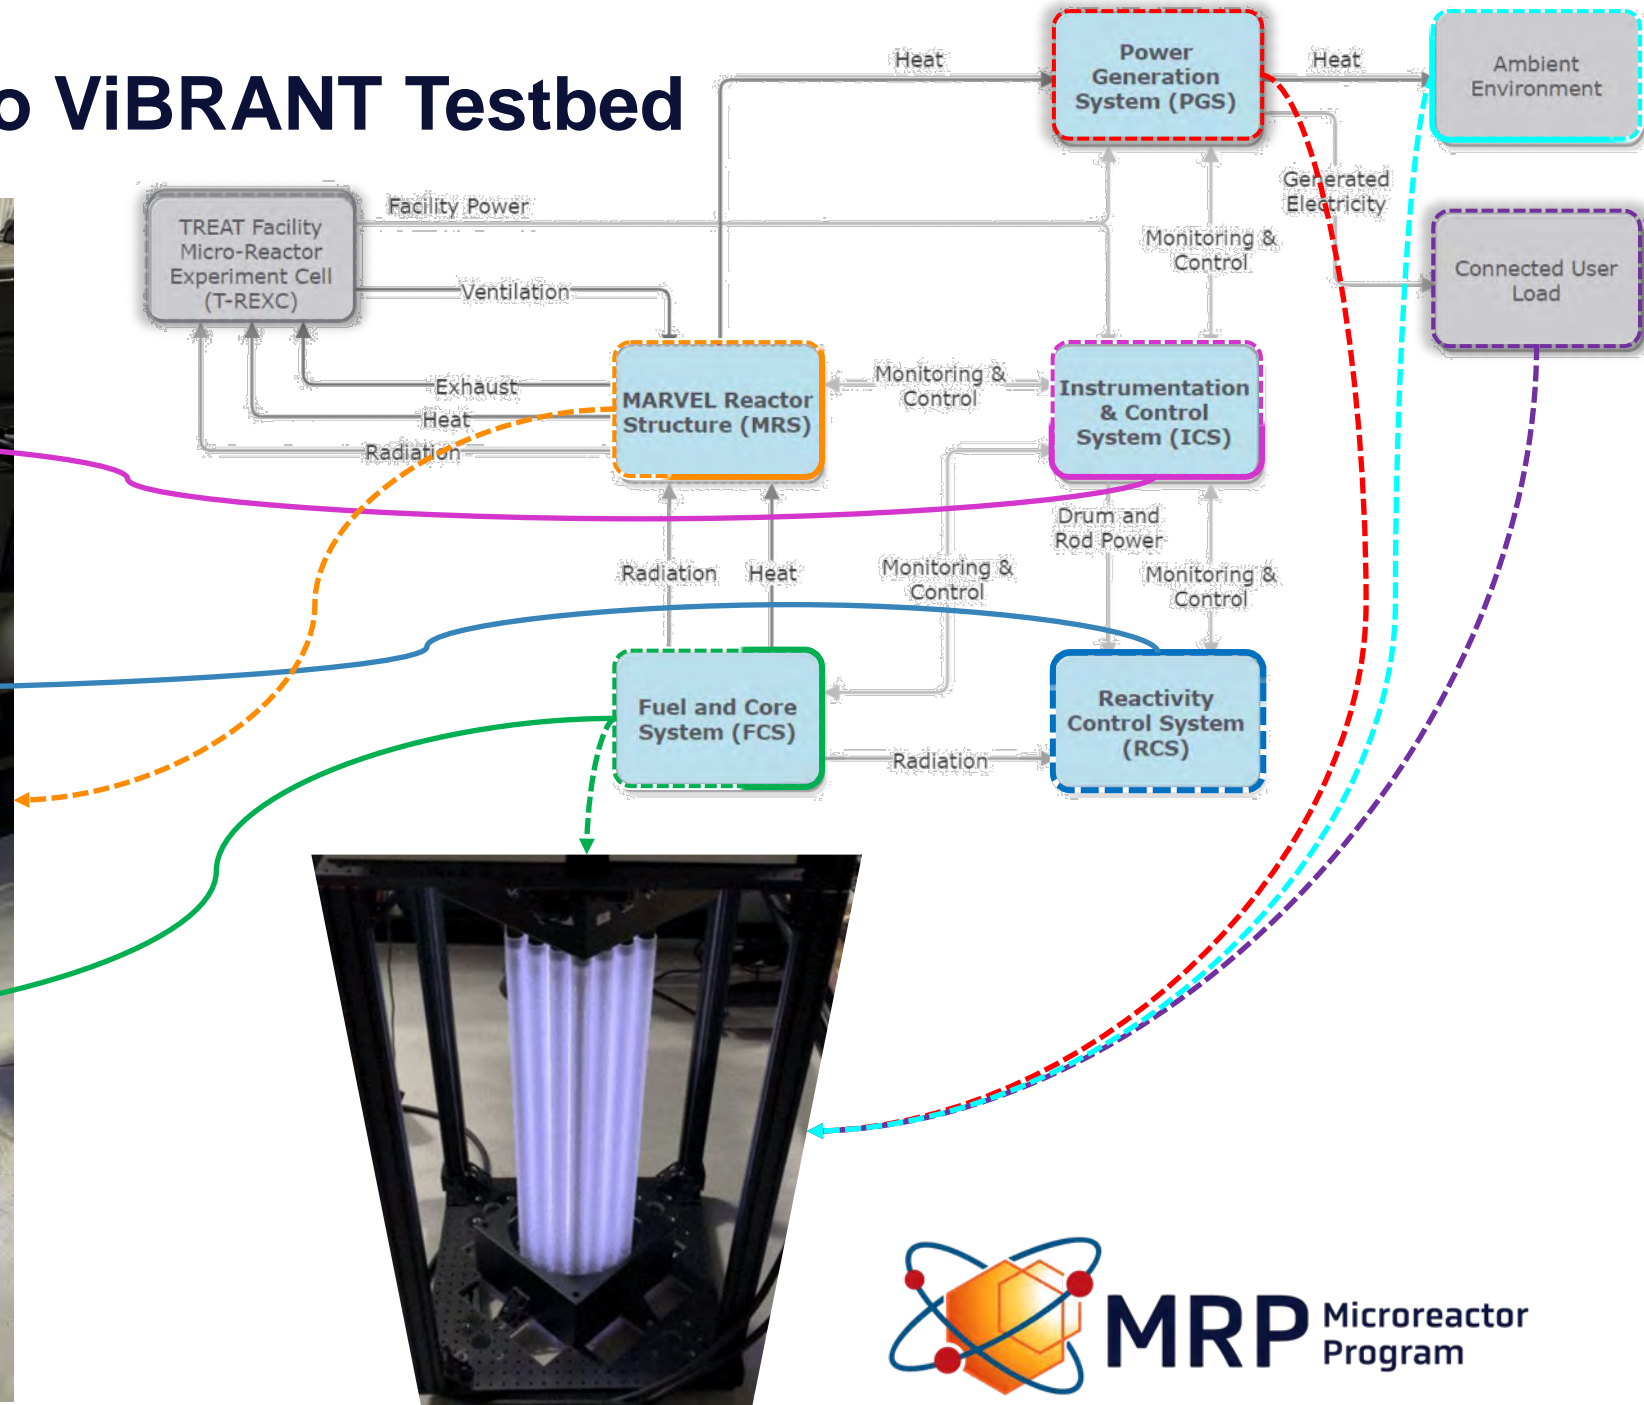 o ViBRANT Testbed
Heat
Power
Generation
System (PGS)
Heat
Ambient
Environment
Generated
Electricity
Facility Power
TREAT Facility
Micro-Reactor
Experiment Cell
(T-REXC)
Monitoring &
Control
Connected User
Load
Ventilation
Exhaust
Heat
Radiation
MARVEL Reactor
Structure (MRS)
Monitoring &
Control
Instrumentation
& Control
System (ICS)
Drum and
Rod Power
Radiation
Heat
Monitoring &
Control
Monitoring &
Control
Fuel and Core
System (FCS)
Radiation
Reactivity
Control System
(RCS)
MRP
Microreactor
Program